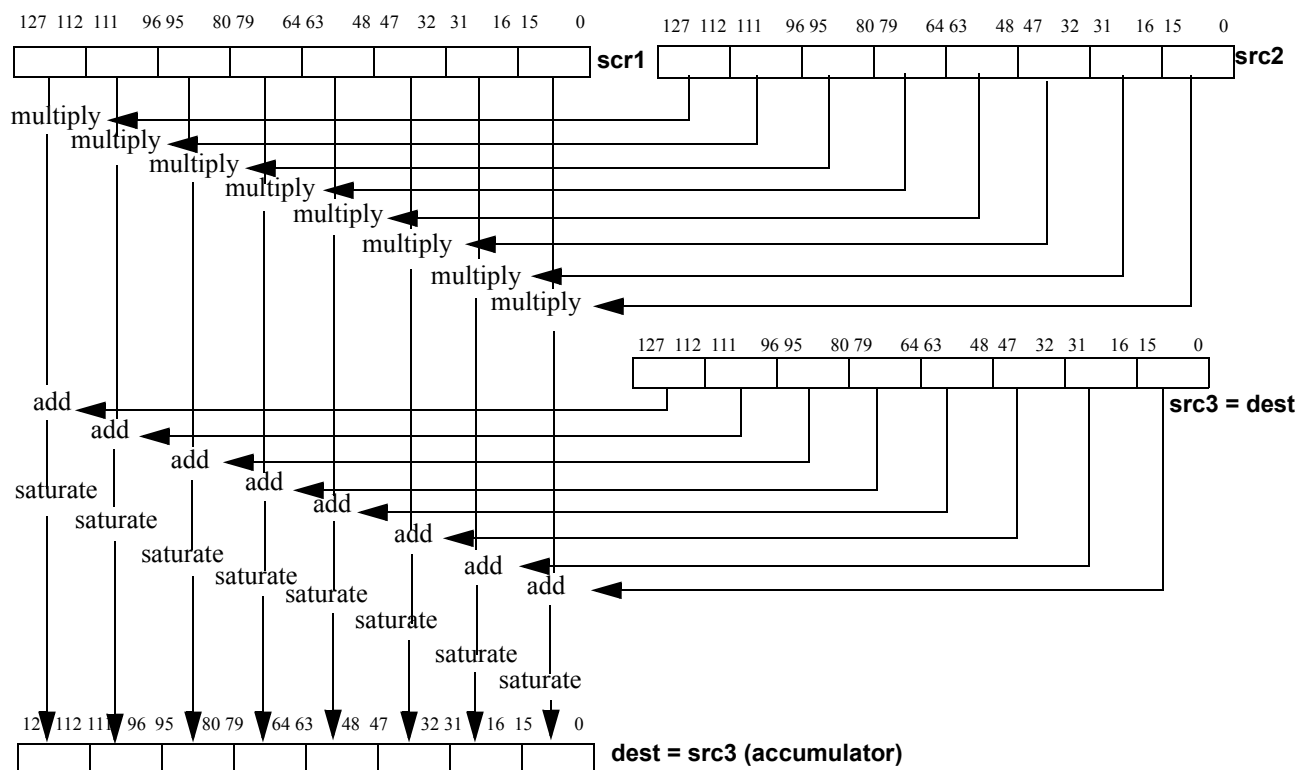 127 112 111 96 95 80 79 64 63 48 47 32 31 16 15 0 127 112 111 96 95 80 79 64 63 48 47 32 31 16 15 0
scr1 src2
multiply
multiply
multiply
multiply
multiply
multiply
multiply
multiply
127 112 111 96 95 80 79 64 63 48 47 32 31 16 15 0
src3 = dest
add
add
add
add
add
add
add
add
saturate
saturate
saturate
saturate
saturate
saturate
saturate
saturate
112 96 95 80 79 64 63 48 47 32 31 16 15 0
dest = src3 (accumulator)